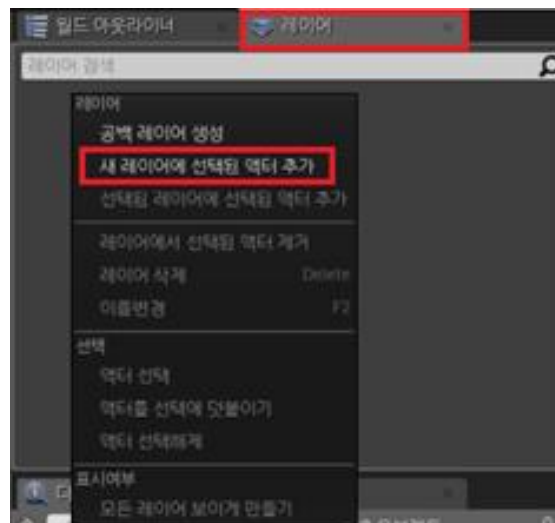 월드 아웃라이너
레이어
레이어 검색
레이어
공백 레이어 생성
새 레이어에 선택된 액터 추가
선택된 레이어에 선택된 액터 추가
레이어에서 선택된 액터 제거
레이어 삭제 Delete
이름변경 F2
선택
액터 선택
액터를 선택에 덧붙이기
액터 선택해제
표시여부
모든 레이어 보이게 만들기